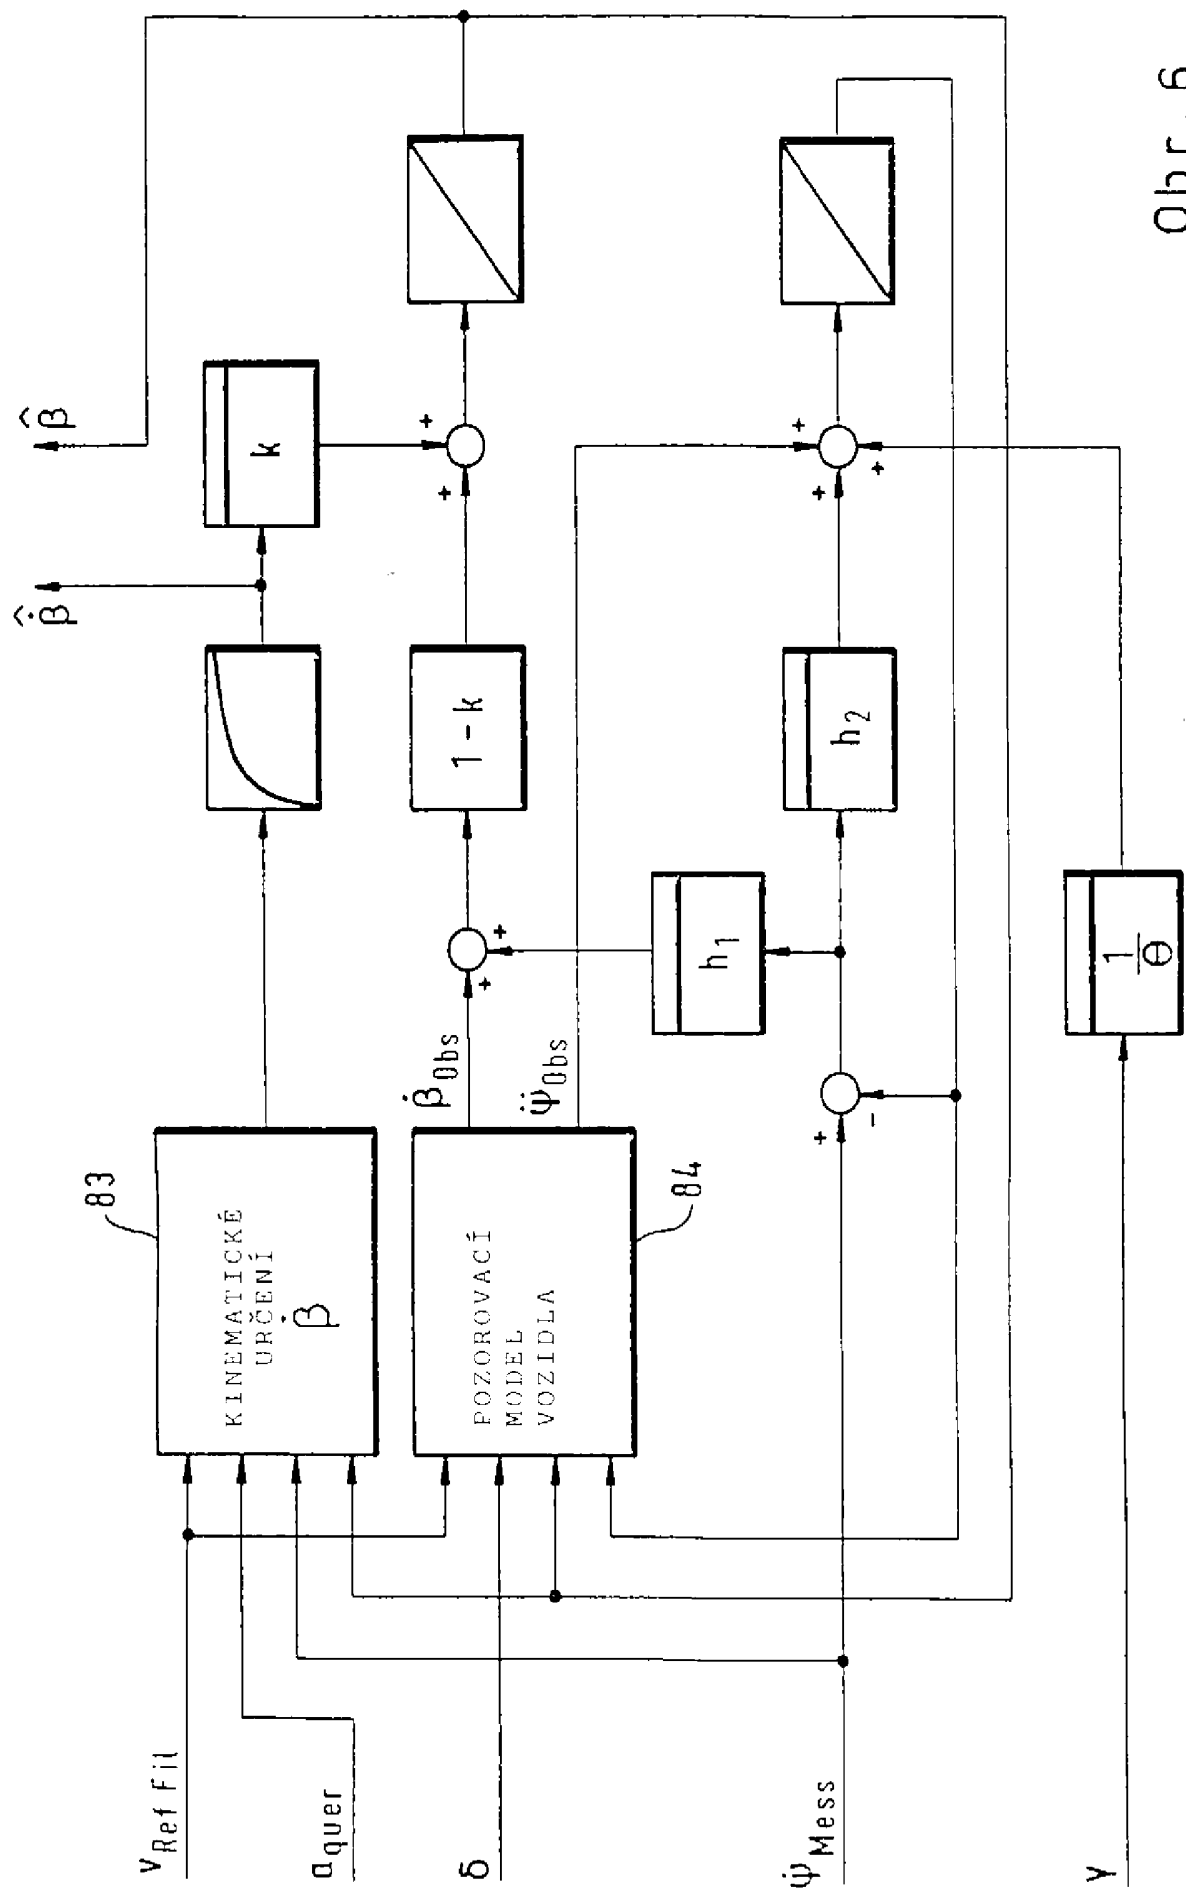 β̂
β̂̇
k
1 - k
h₂
h₁
1/Θ
β̇Obs
ψ̈Obs
83
KINEMATICKÉ
URČENÍ
β̇
84
POZOROVACÍ
MODEL
VOZIDLA
vRef Fil
aquer
δ
ψ̇Mess
γ
+
+
+
+
+
+
+
+
-
Obr. 6